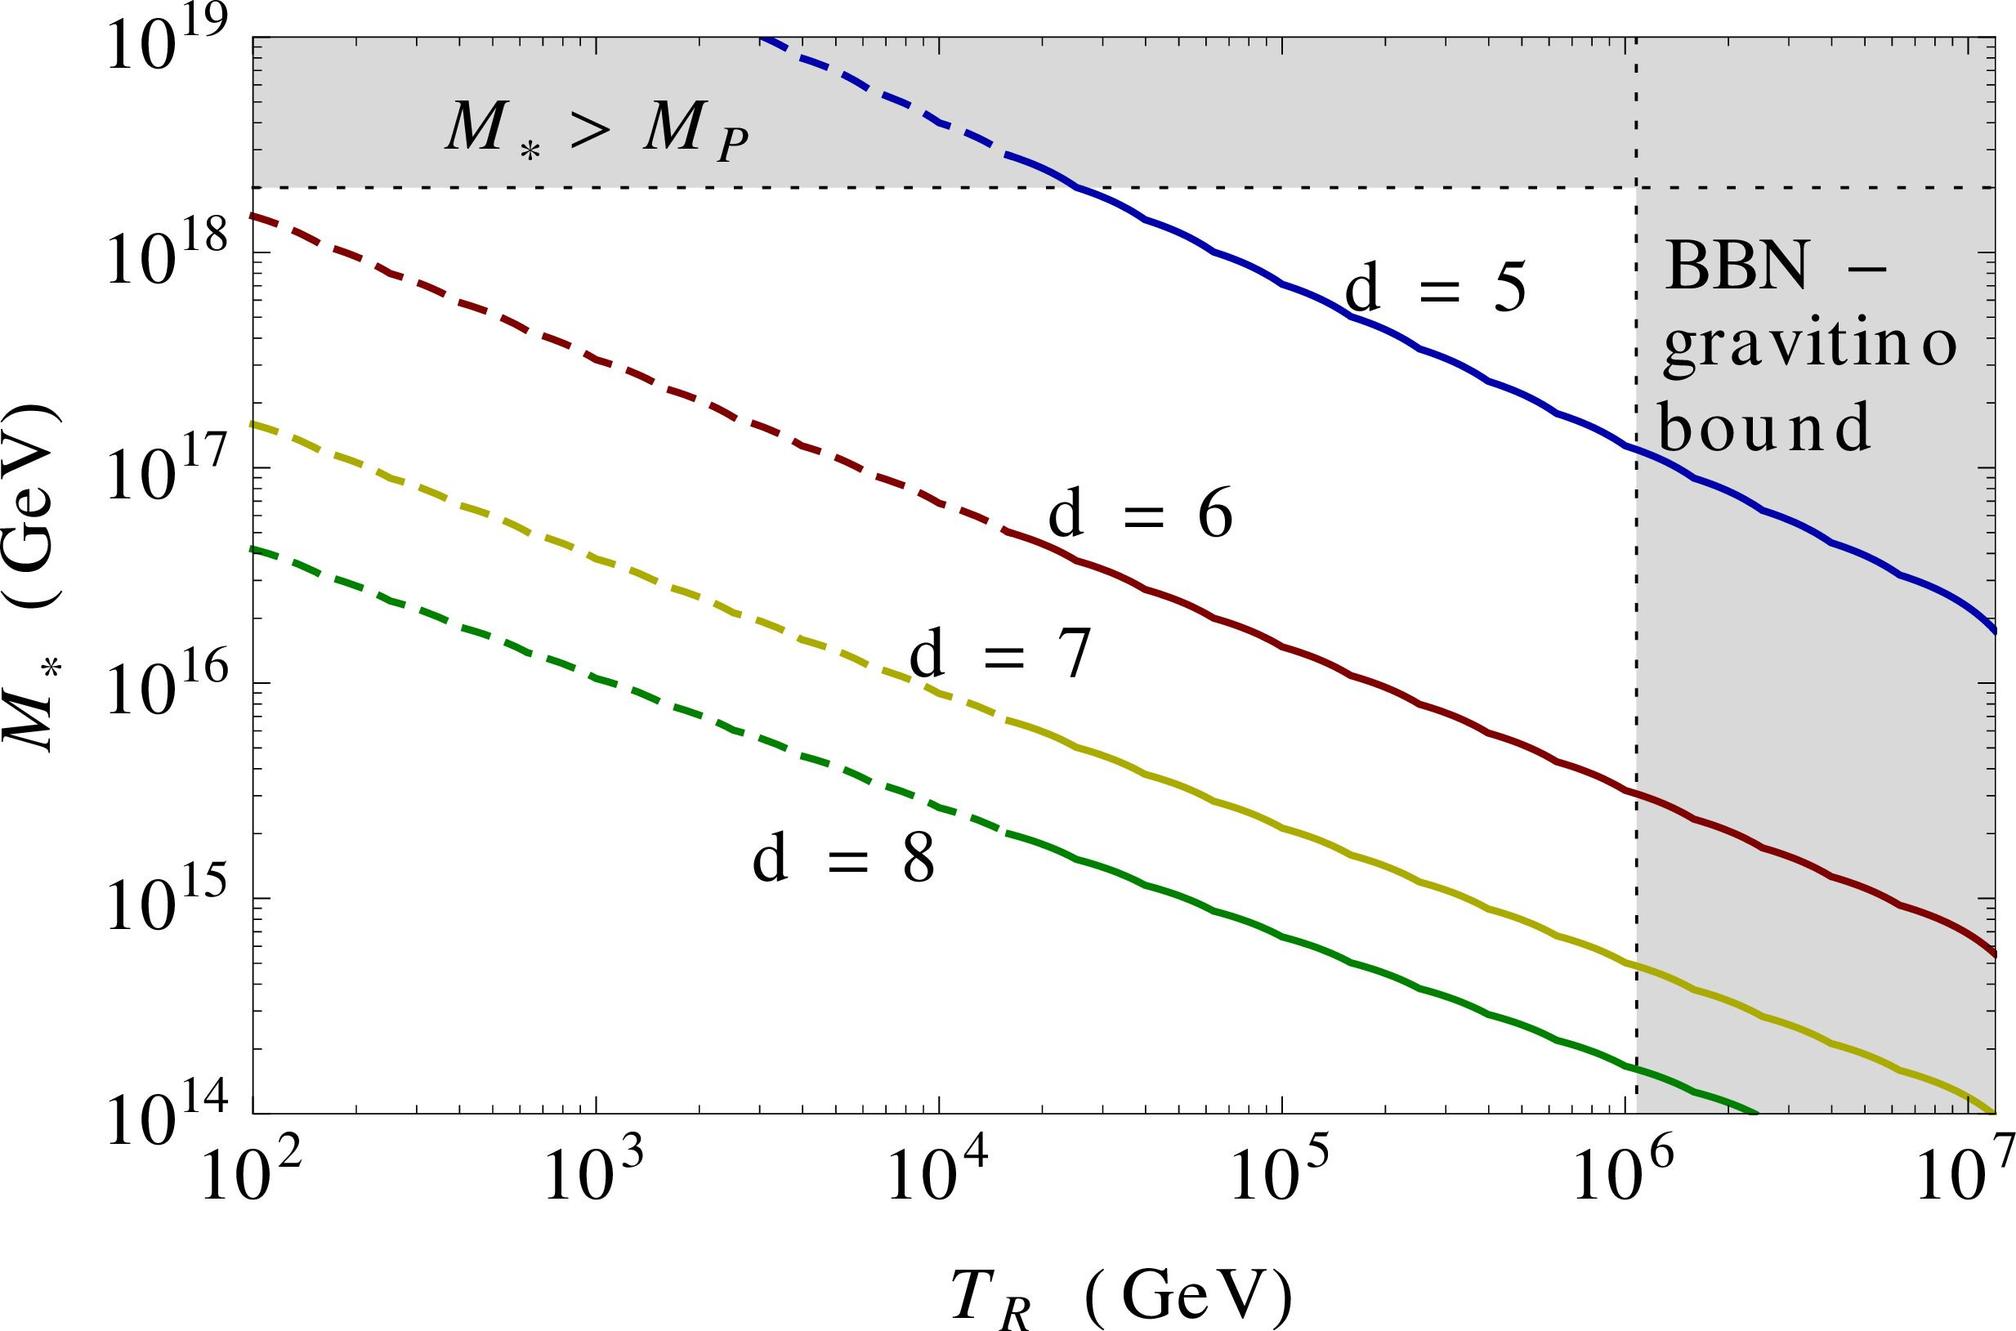 10^19
M_* > M_P
10^18
BBN –
gravitino
bound
d = 5
10^17
d = 6
M_* (GeV)
d = 7
10^16
d = 8
10^15
10^14
10^2 10^3 10^4 10^5 10^6 10^7
T_R (GeV)